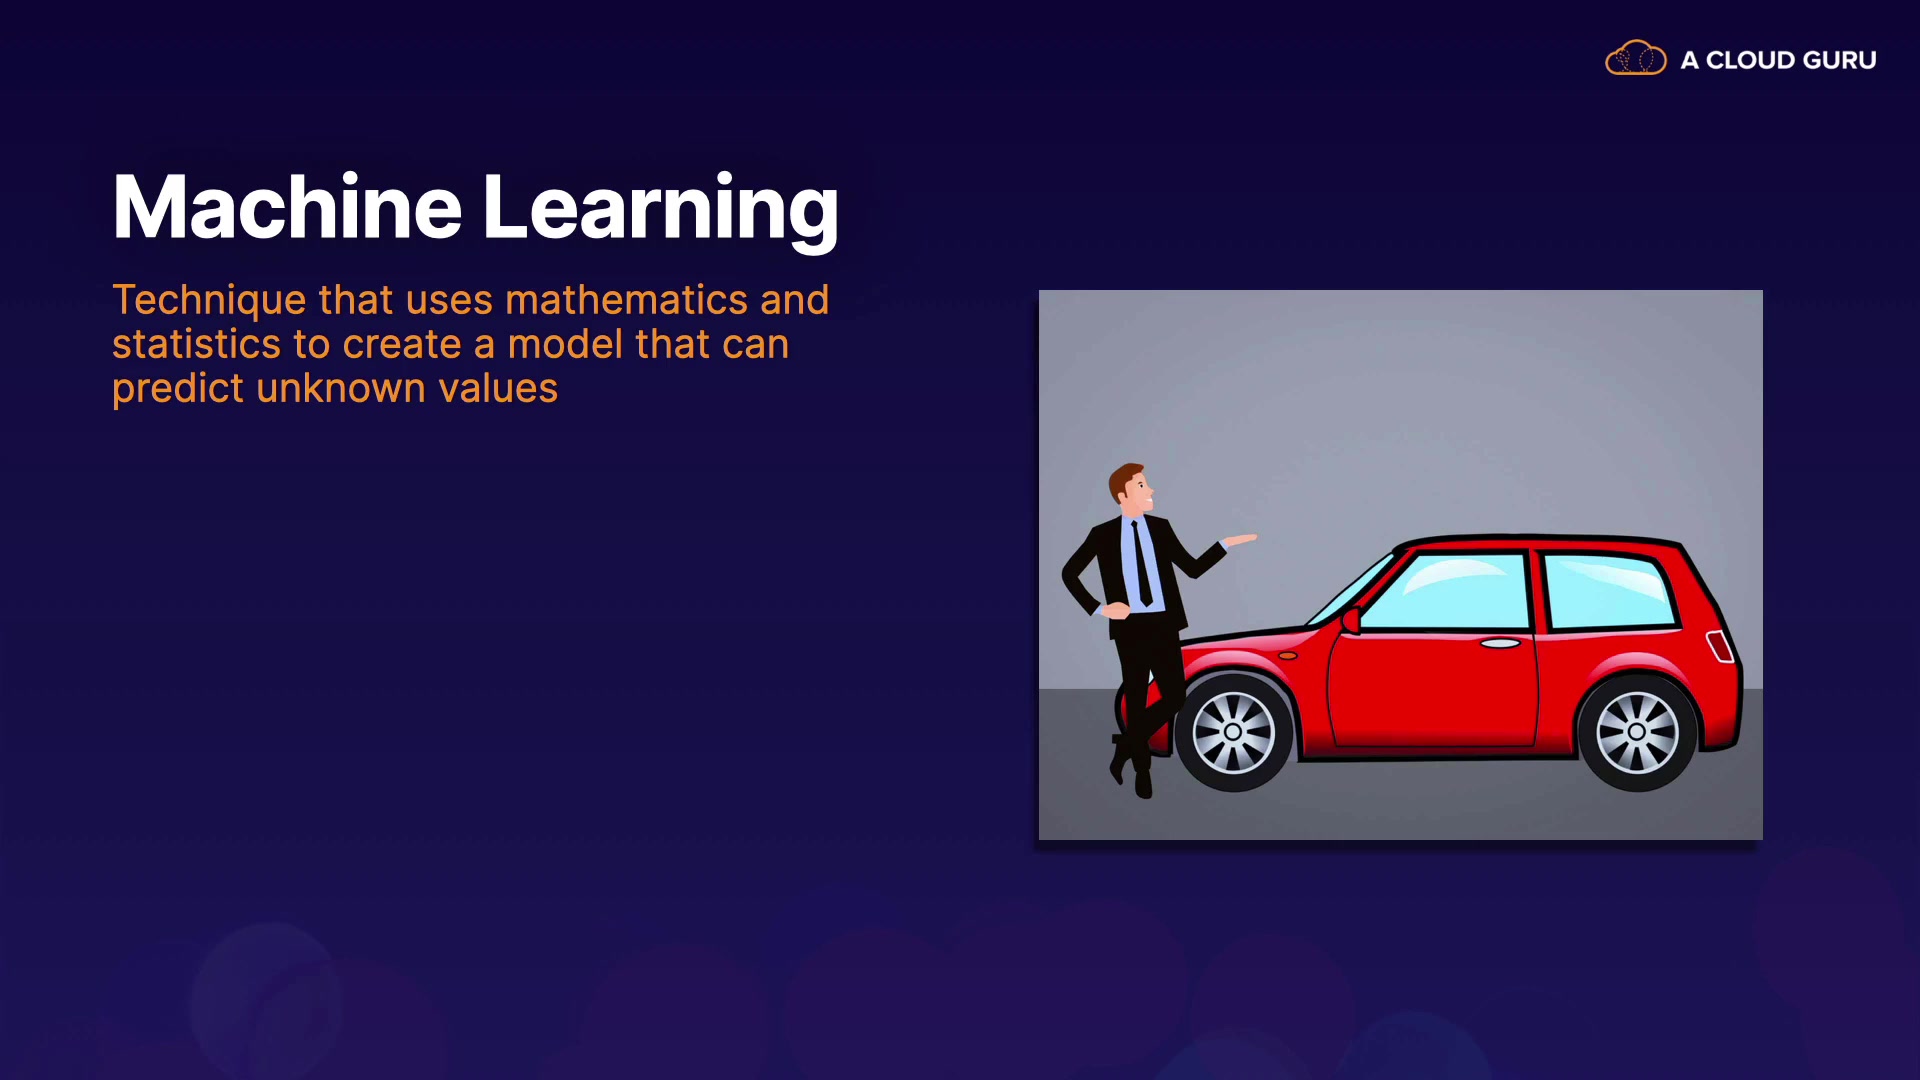 A CLOUD GURU
Machine Learning
Technique that uses mathematics and
statistics to create a model that can
predict unknown values